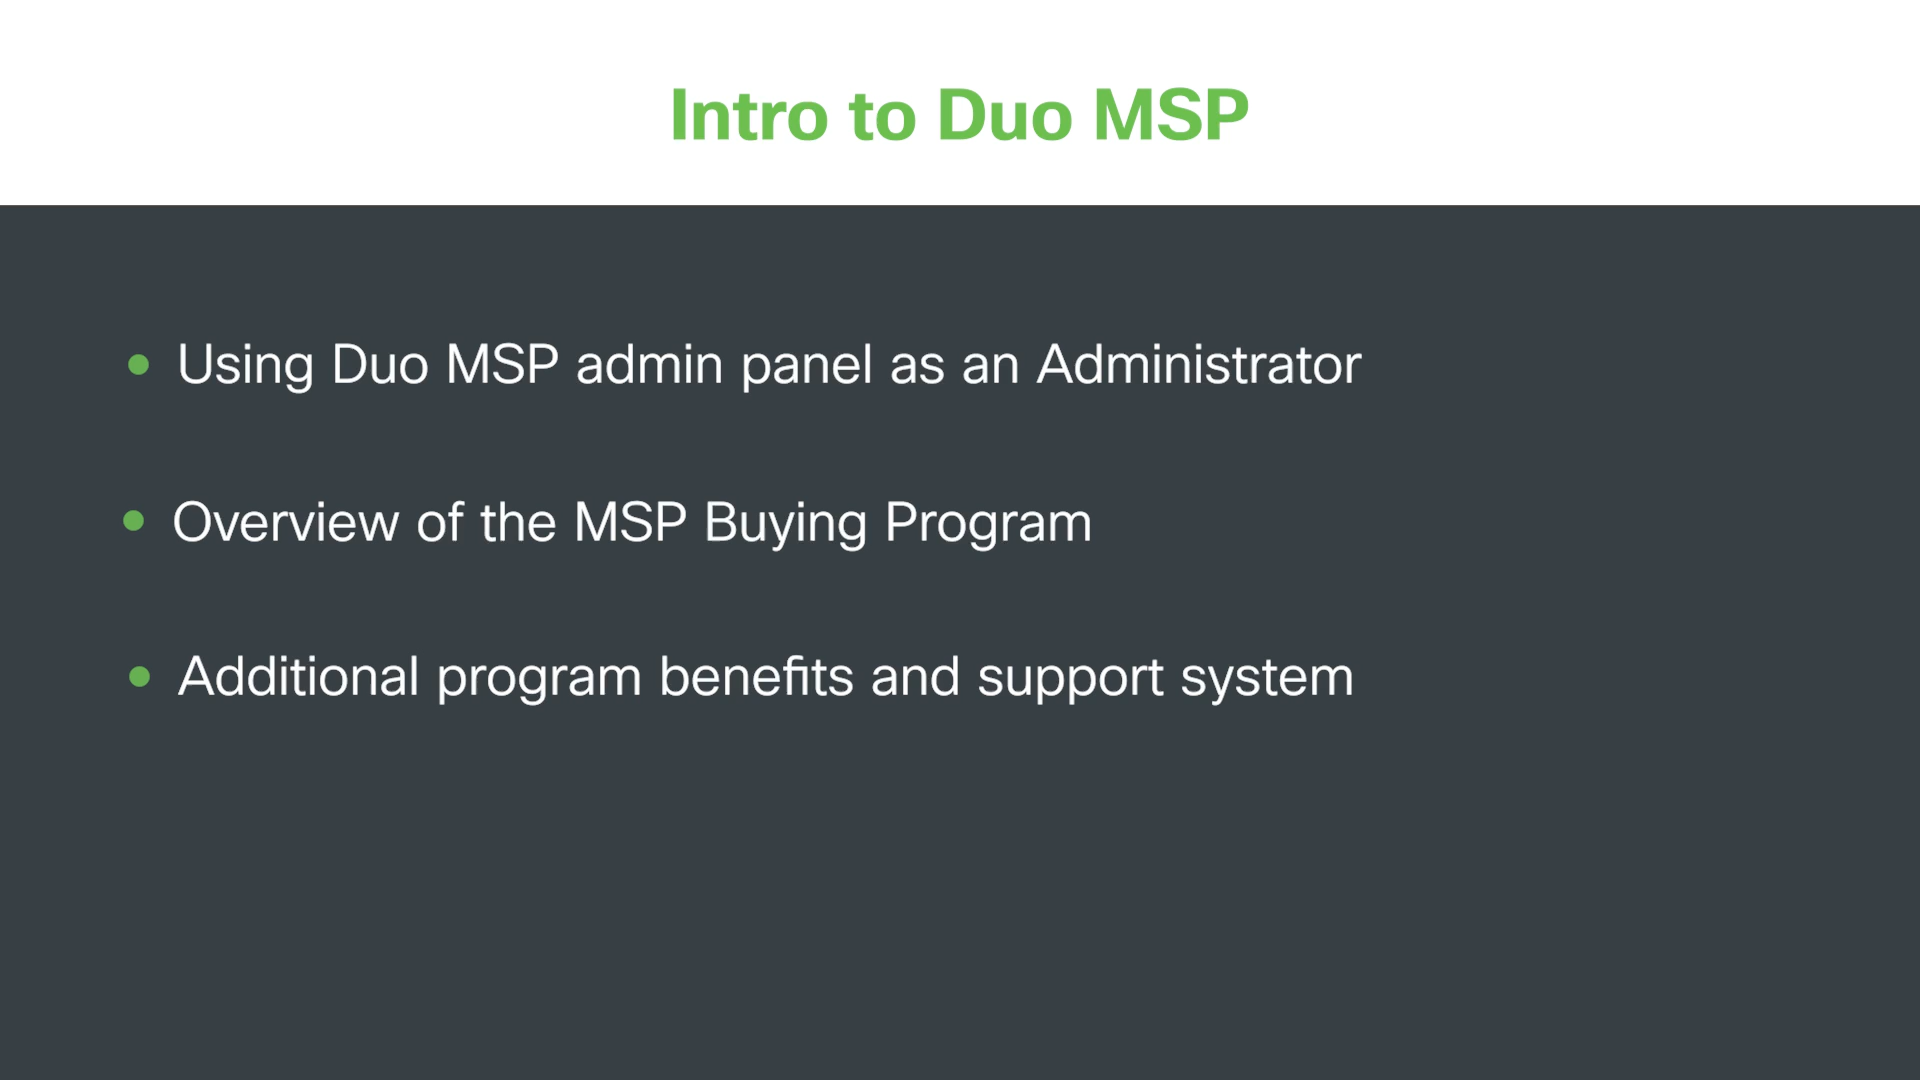 Intro to Duo MSP
• Using Duo MSP admin panel as an Administrator
• Overview of the MSP Buying Program
• Additional program benefits and support system